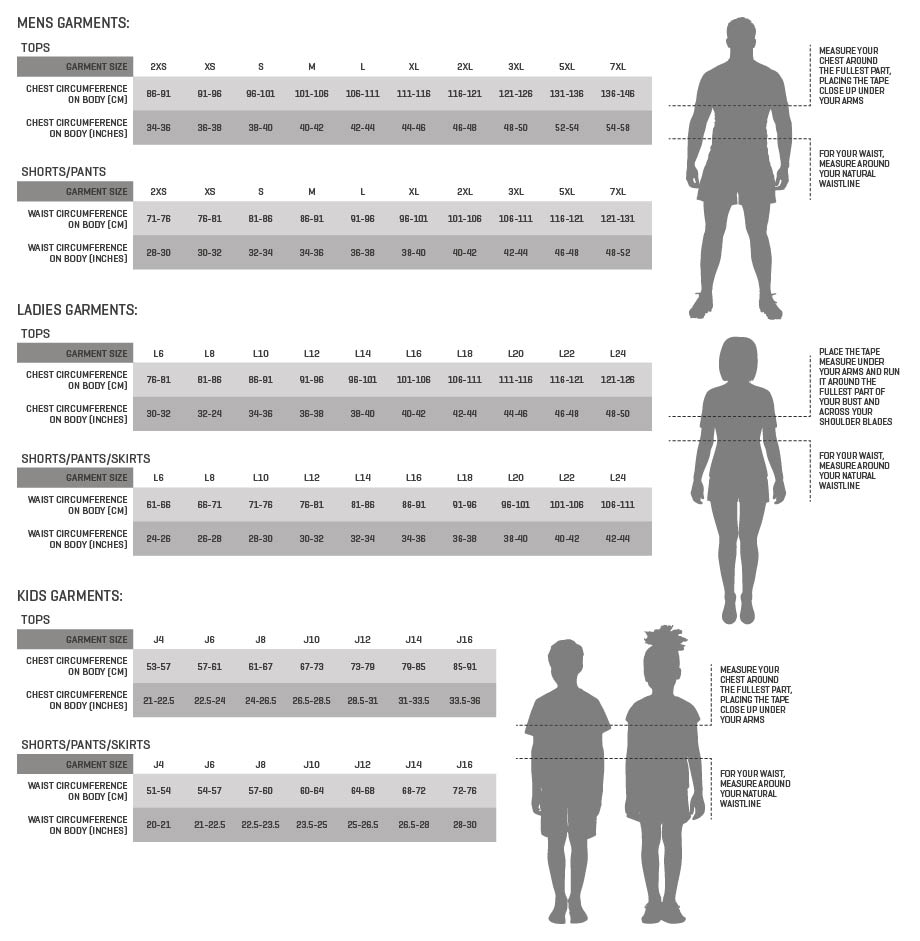 MENS GARMENTS:
TOPS
GARMENT SIZE 2XS XS S M L XL 2XL 3XL 5XL 7XL
CHEST CIRCUMFERENCE
ON BODY (CM) 86-91 91-96 96-101 101-106 106-111 111-116 116-121 121-126 131-136 136-146
CHEST CIRCUMFERENCE
ON BODY (INCHES) 34-36 36-38 38-40 40-42 42-44 44-46 46-48 48-50 52-54 54-58
MEASURE YOUR
CHEST AROUND
THE FULLEST PART,
PLACING THE TAPE
CLOSE UP UNDER
YOUR ARMS
SHORTS/PANTS
GARMENT SIZE 2XS XS S M L XL 2XL 3XL 5XL 7XL
WAIST CIRCUMFERENCE
ON BODY (CM) 71-76 76-81 81-86 86-91 91-96 96-101 101-106 106-111 116-121 121-131
WAIST CIRCUMFERENCE
ON BODY (INCHES) 28-30 30-32 32-34 34-36 36-38 38-40 40-42 42-44 46-48 48-52
FOR YOUR WAIST,
MEASURE AROUND
YOUR NATURAL
WAISTLINE
LADIES GARMENTS:
TOPS
GARMENT SIZE L6 L8 L10 L12 L14 L16 L18 L20 L22 L24
CHEST CIRCUMFERENCE
ON BODY (CM) 76-81 81-86 86-91 91-96 96-101 101-106 106-111 111-116 116-121 121-126
CHEST CIRCUMFERENCE
ON BODY (INCHES) 30-32 32-24 34-36 36-38 38-40 40-42 42-44 44-46 46-48 48-50
PLACE THE TAPE
MEASURE UNDER
YOUR ARMS AND RUN
IT AROUND THE
FULLEST PART OF
YOUR BUST AND
ACROSS YOUR
SHOULDER BLADES
SHORTS/PANTS/SKIRTS
GARMENT SIZE L6 L8 L10 L12 L14 L16 L18 L20 L22 L24
WAIST CIRCUMFERENCE
ON BODY (CM) 61-66 66-71 71-76 76-81 81-86 86-91 91-96 96-101 101-106 106-111
WAIST CIRCUMFERENCE
ON BODY (INCHES) 24-26 26-28 28-30 30-32 32-34 34-36 36-38 38-40 40-42 42-44
FOR YOUR WAIST,
MEASURE AROUND
YOUR NATURAL
WAISTLINE
KIDS GARMENTS:
TOPS
GARMENT SIZE J4 J6 J8 J10 J12 J14 J16
CHEST CIRCUMFERENCE
ON BODY (CM) 53-57 57-61 61-67 67-73 73-79 79-85 85-91
CHEST CIRCUMFERENCE
ON BODY (INCHES) 21-22.5 22.5-24 24-26.5 26.5-28.5 28.5-31 31-33.5 33.5-36
MEASURE YOUR
CHEST AROUND
THE FULLEST PART,
PLACING THE TAPE
CLOSE UP UNDER
YOUR ARMS
SHORTS/PANTS/SKIRTS
GARMENT SIZE J4 J6 J8 J10 J12 J14 J16
WAIST CIRCUMFERENCE
ON BODY (CM) 51-54 54-57 57-60 60-64 64-68 68-72 72-76
WAIST CIRCUMFERENCE
ON BODY (INCHES) 20-21 21-22.5 22.5-23.5 23.5-25 25-26.5 26.5-28 28-30
FOR YOUR WAIST,
MEASURE AROUND
YOUR NATURAL
WAISTLINE